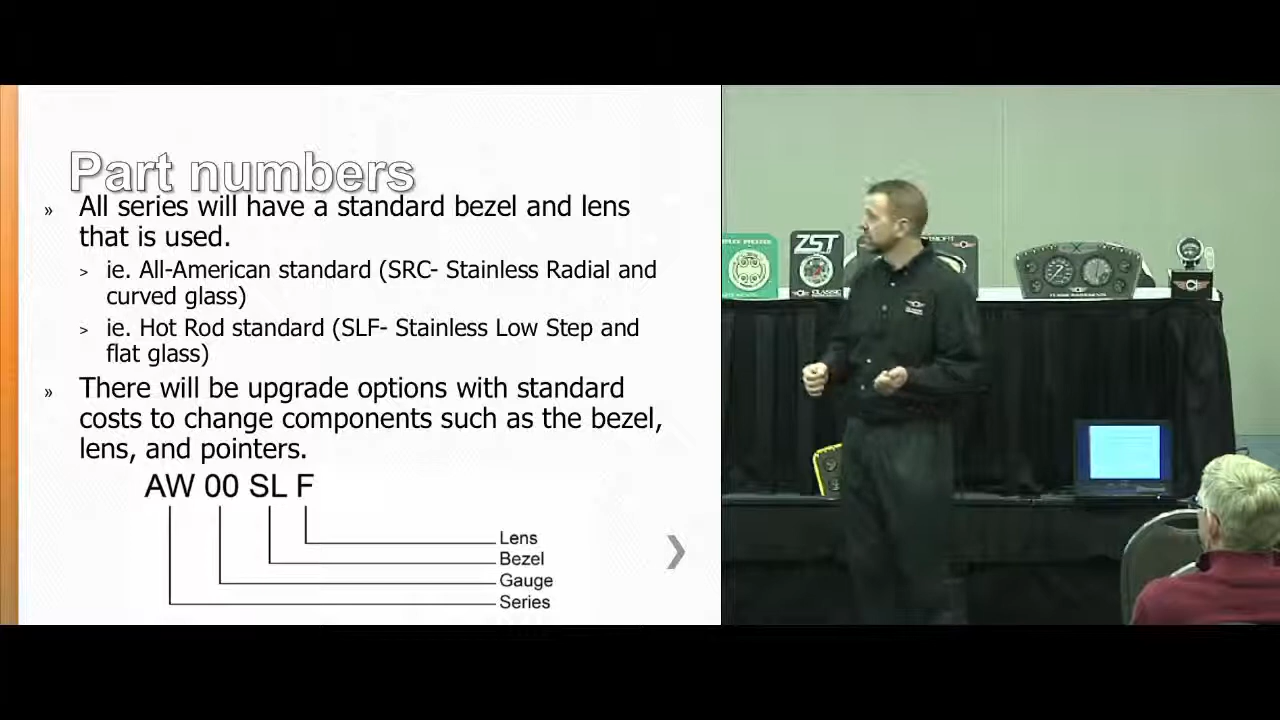 Part numbers
» All series will have a standard bezel and lens
that is used.
> ie. All-American standard (SRC- Stainless Radial and
curved glass)
> ie. Hot Rod standard (SLF- Stainless Low Step and
flat glass)
» There will be upgrade options with standard
costs to change components such as the bezel,
lens, and pointers.
AW 00 SL F
Lens
Bezel
Gauge
Series
ZST
CLASSIC